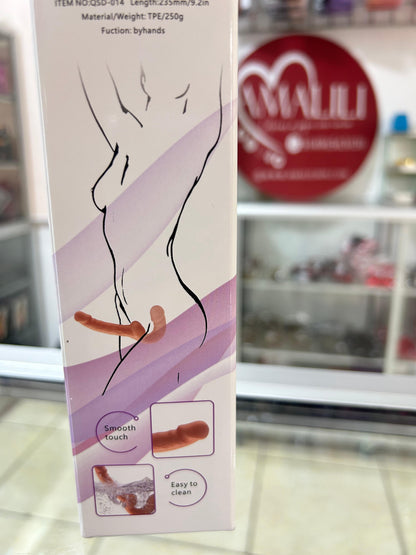 ITEM NO:QSD-014 Length:235mm/9.2in
Material/Weight: TPE/250g
Fuction: byhands
AMALILI
Smooth
touch
Easy to
clean